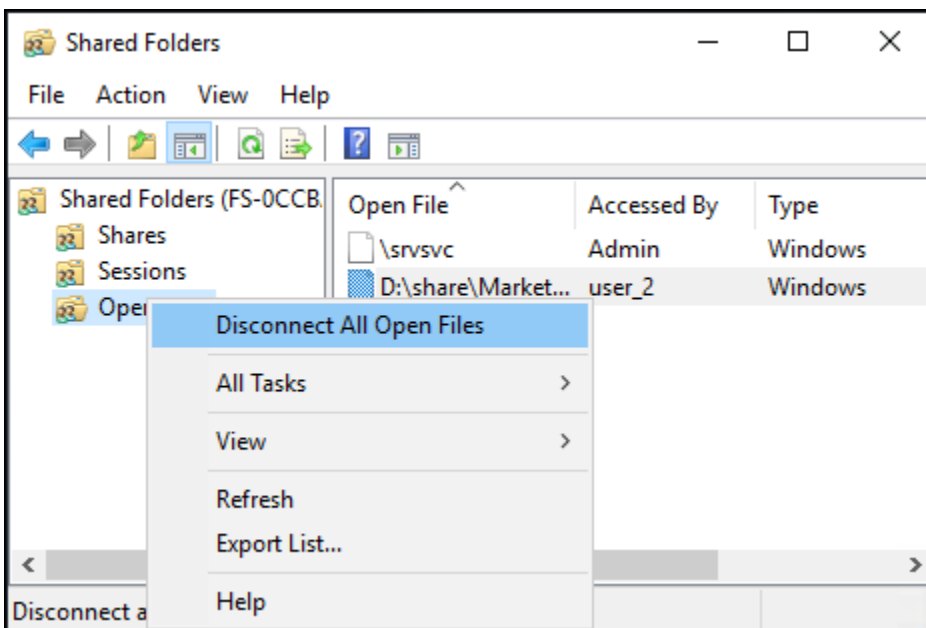 Shared Folders
File Action View Help
Shared Folders (FS-0CCB.
Shares
Sessions
Open File Accessed By Type
\srvsvc Admin Windows
D:\share\Market... user_2 Windows
Disconnect All Open Files
All Tasks
View
Refresh
Export List...
Help
Disconnect a